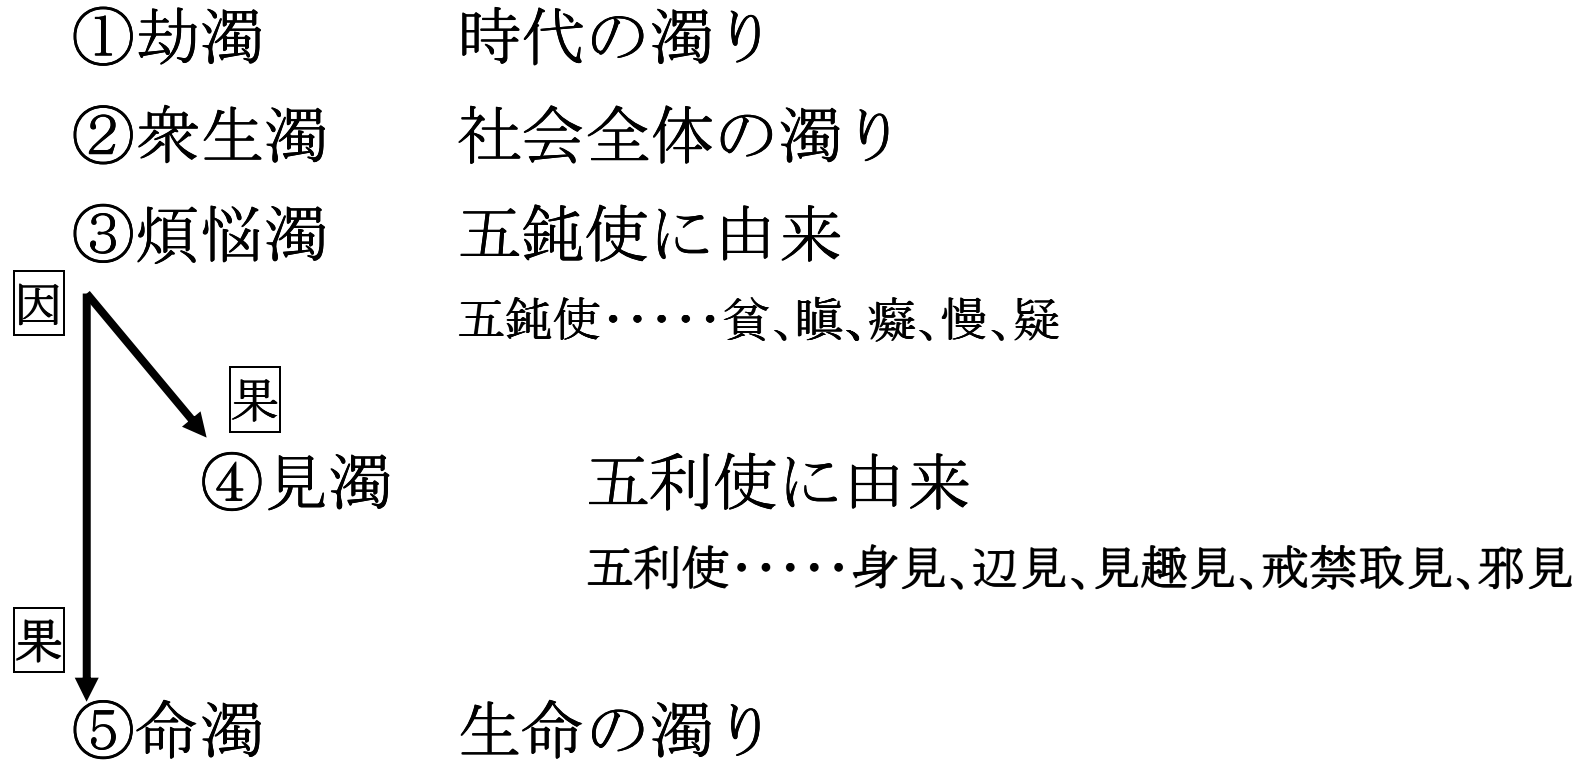 ①劫濁 時代の濁り
②衆生濁 社会全体の濁り
③煩悩濁 五鈍使に由来
因
五鈍使・・・・・貧、瞋、癡、慢、疑
果
④見濁 五利使に由来
五利使・・・・・身見、辺見、見趣見、戒禁取見、邪見
果
⑤命濁 生命の濁り